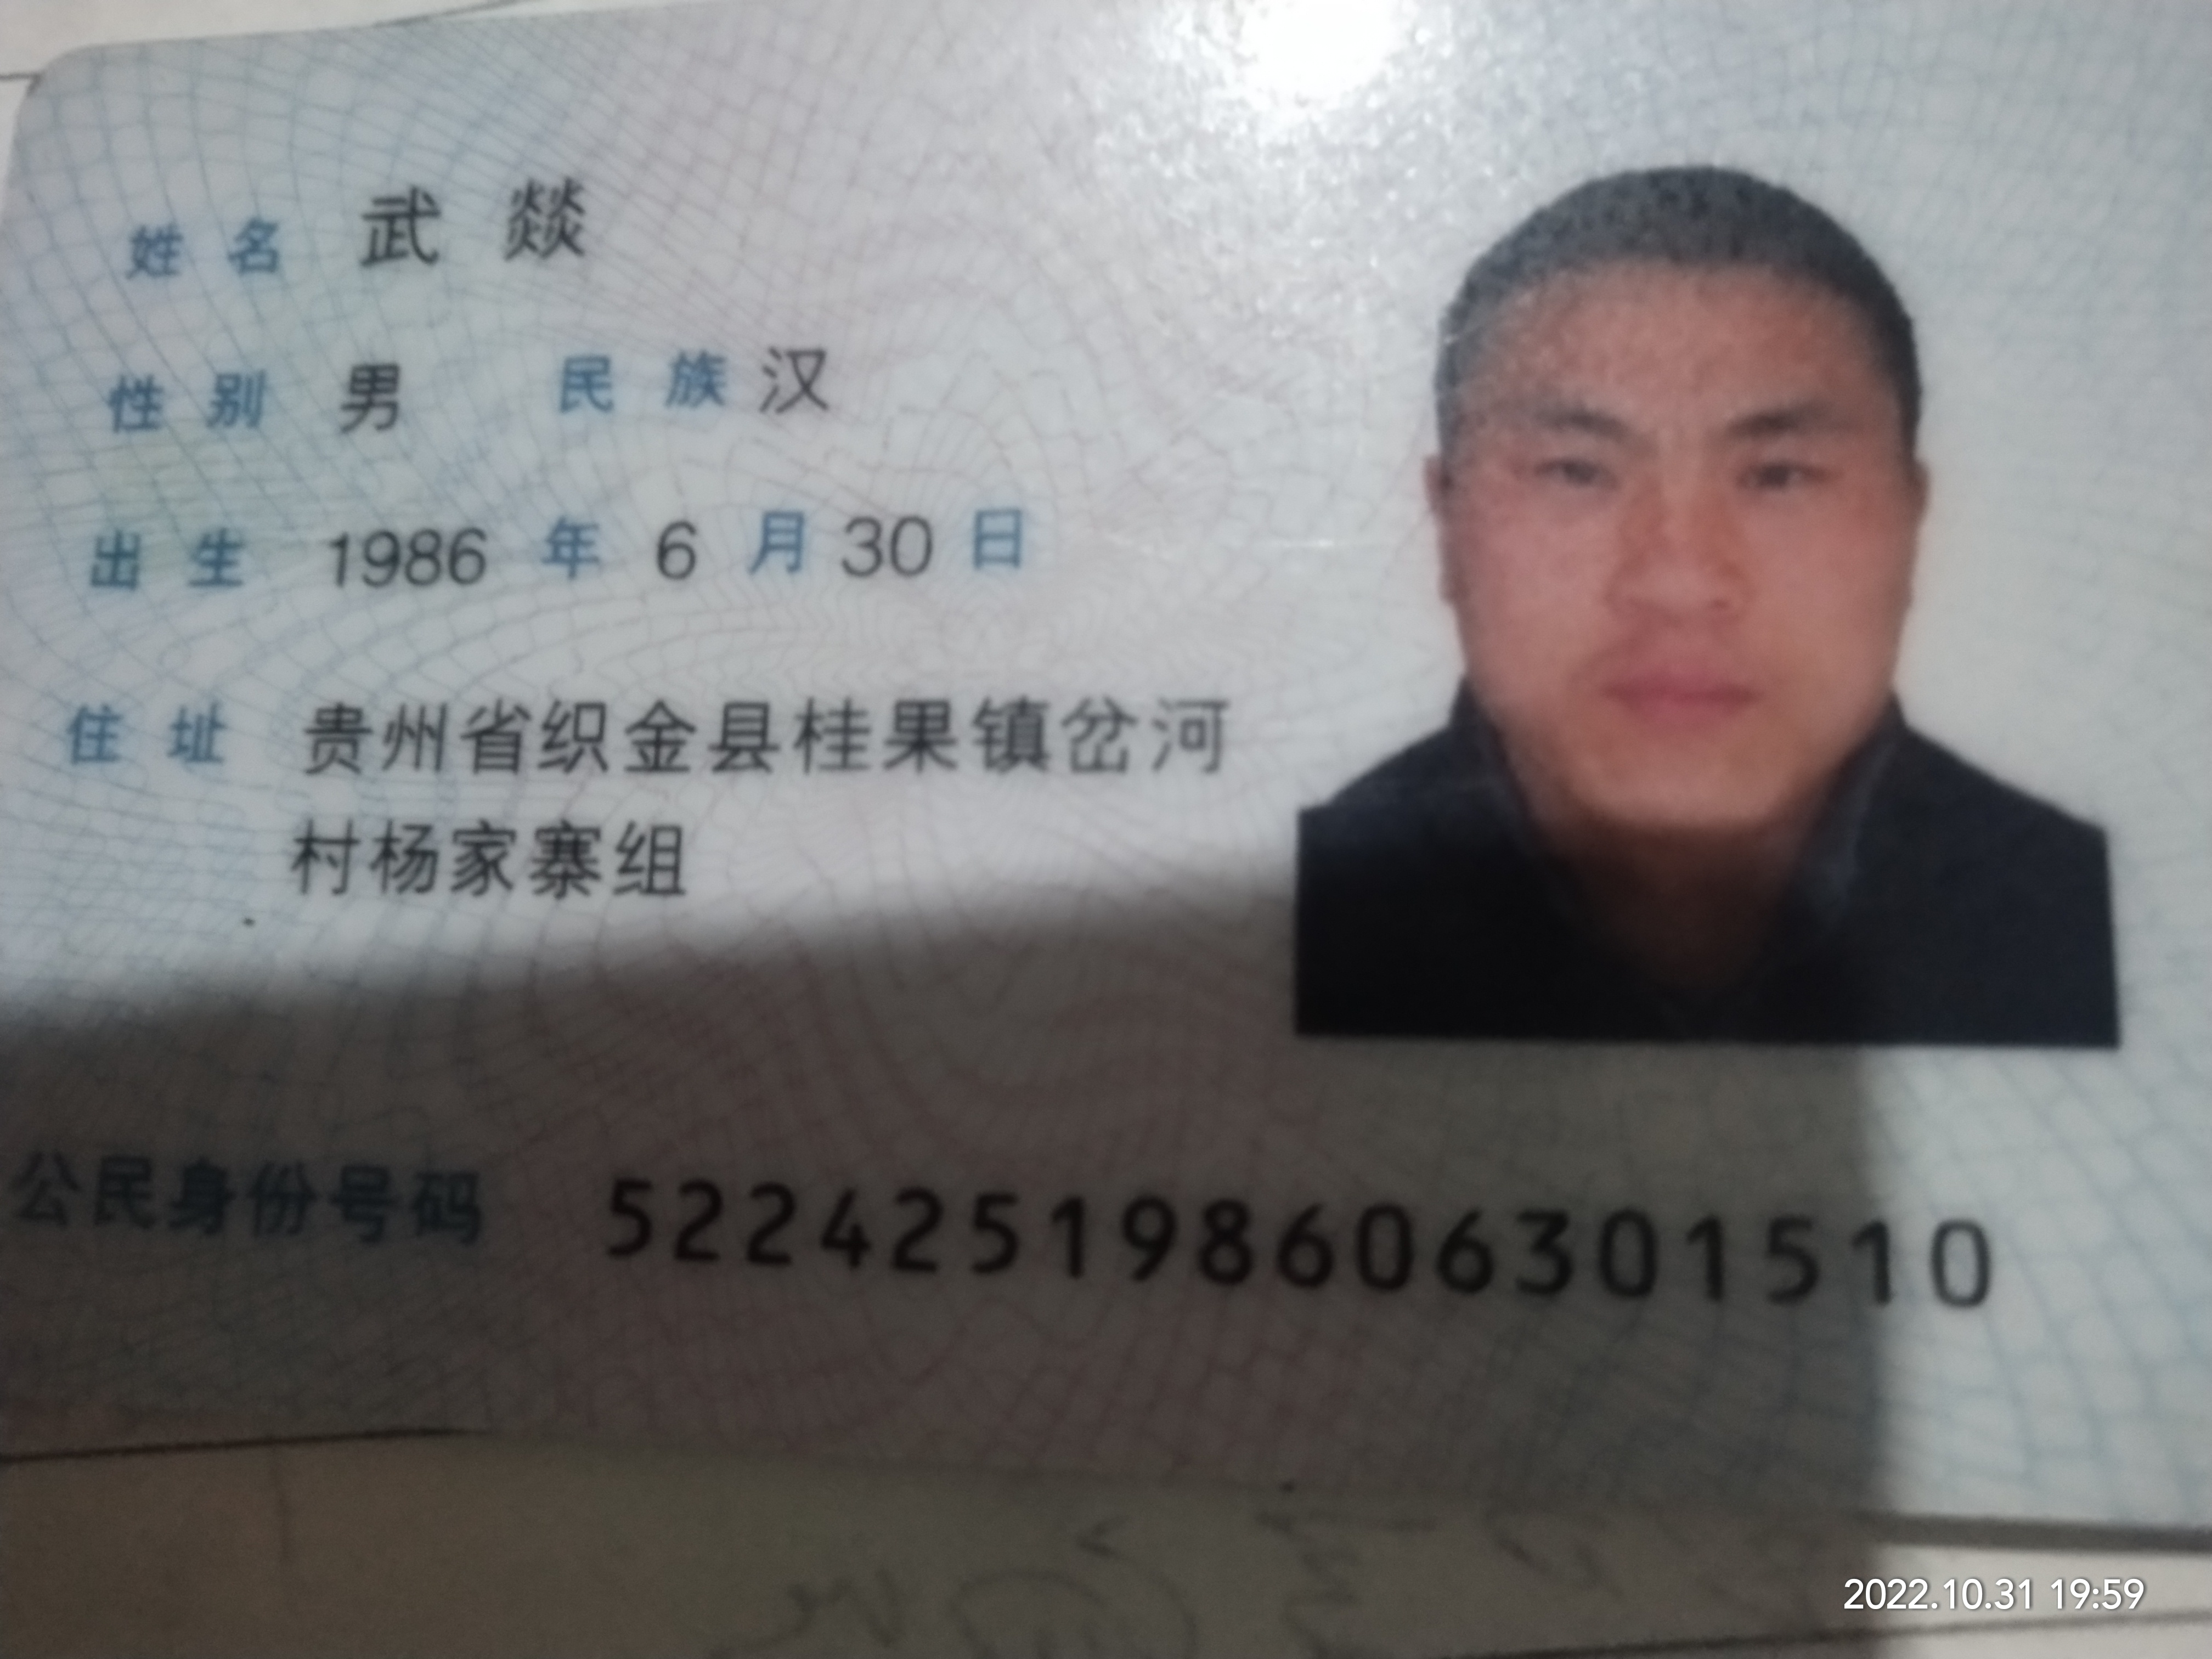 姓名 武燚
性别 男 民族 汉
出生 1986 年 6 月 30 日
住址 贵州省织金县桂果镇岔河
村杨家寨组
公民身份号码 522425198606301510
2022.10.31 19:59